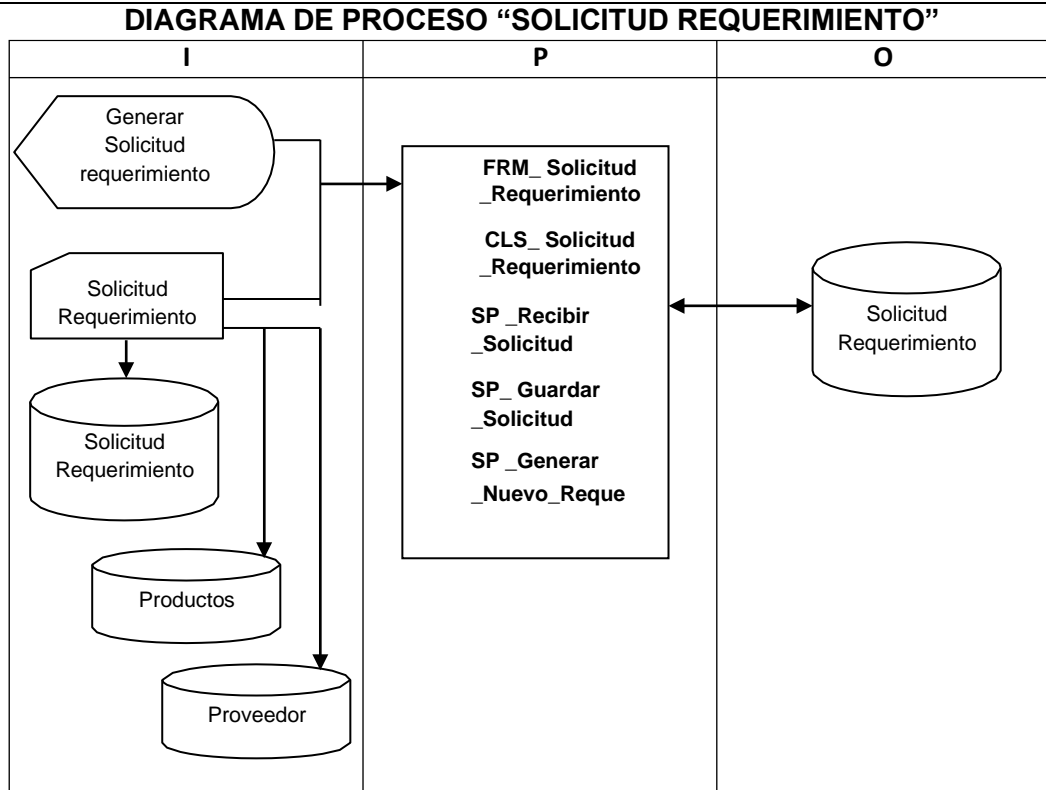 DIAGRAMA DE PROCESO “SOLICITUD REQUERIMIENTO”
I
P
O
Generar
Solicitud
requerimiento
Solicitud
Requerimiento
Solicitud
Requerimiento
Productos
Proveedor
FRM_ Solicitud
_Requerimiento
CLS_ Solicitud
_Requerimiento
SP _Recibir
_Solicitud
SP_ Guardar
_Solicitud
SP _Generar
_Nuevo_Reque
Solicitud
Requerimiento